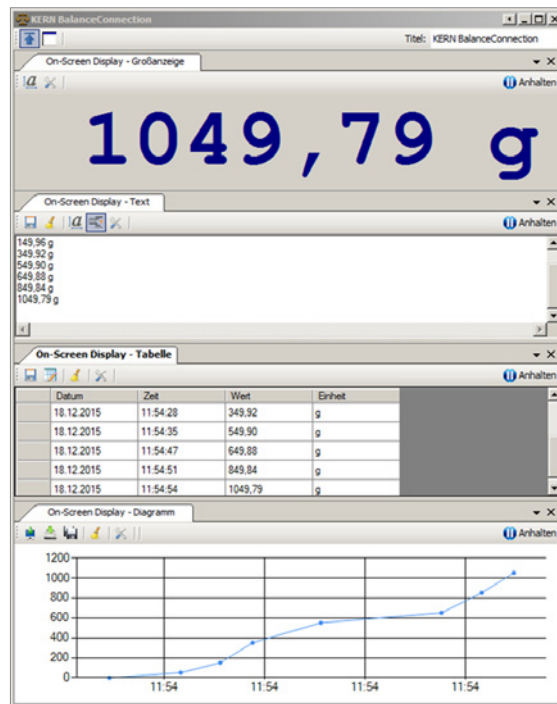 KERN BalanceConnection
Titel: KERN BalanceConnection
On-Screen Display - Großanzeige
a Anhalten
1049,79 g
On-Screen Display - Text
a Anhalten
149,96 g
349,92 g
549,90 g
649,88 g
849,84 g
1049,79 g
On-Screen Display - Tabelle
Anhalten
Datum Zeit Wert Einheit
18.12.2015 11:54:28 349,92 g
18.12.2015 11:54:35 549,90 g
18.12.2015 11:54:47 649,88 g
18.12.2015 11:54:51 849,84 g
18.12.2015 11:54:54 1049,79 g
On-Screen Display - Diagramm
Anhalten
1200
1000
800
600
400
200
0
11:54 11:54 11:54 11:54